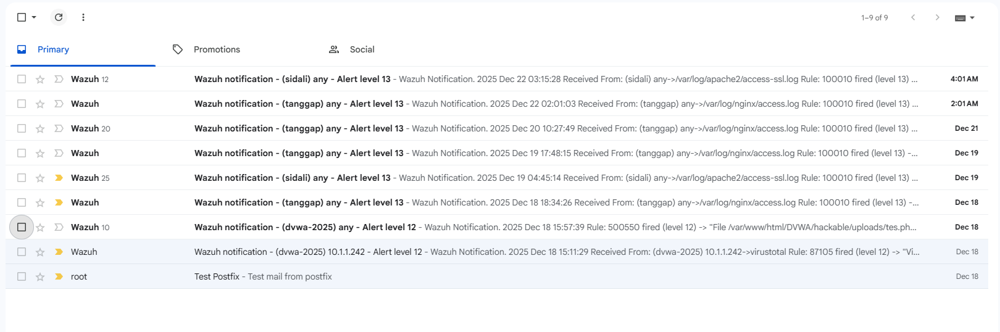 1–9 of 9
Primary Promotions Social
Wazuh 12 Wazuh notification - (sidali) any - Alert level 13 - Wazuh Notification. 2025 Dec 22 03:15:28 Received From: (sidali) any->/var/log/apache2/access-ssl.log Rule: 100010 fired (level 13) ... 4:01 AM
Wazuh Wazuh notification - (tanggap) any - Alert level 13 - Wazuh Notification. 2025 Dec 22 02:01:03 Received From: (tanggap) any->/var/log/nginx/access.log Rule: 100010 fired (level 13) ... 2:01 AM
Wazuh 20 Wazuh notification - (tanggap) any - Alert level 13 - Wazuh Notification. 2025 Dec 20 10:27:49 Received From: (tanggap) any->/var/log/nginx/access.log Rule: 100010 fired (level 13) ... Dec 21
Wazuh Wazuh notification - (tanggap) any - Alert level 13 - Wazuh Notification. 2025 Dec 19 17:48:15 Received From: (tanggap) any->/var/log/nginx/access.log Rule: 100010 fired (level 13) -... Dec 19
Wazuh 25 Wazuh notification - (sidali) any - Alert level 13 - Wazuh Notification. 2025 Dec 19 04:45:14 Received From: (sidali) any->/var/log/apache2/access-ssl.log Rule: 100010 fired (level 13) ... Dec 19
Wazuh Wazuh notification - (tanggap) any - Alert level 13 - Wazuh Notification. 2025 Dec 18 18:34:26 Received From: (tanggap) any->/var/log/nginx/access.log Rule: 100010 fired (level 13) -... Dec 18
Wazuh 10 Wazuh notification - (dvwa-2025) any - Alert level 12 - Wazuh Notification. 2025 Dec 18 15:57:39 Rule: 500550 fired (level 12) -> "File /var/www/html/DVWA/hackable/uploads/tes.ph... Dec 18
Wazuh Wazuh notification - (dvwa-2025) 10.1.1.242 - Alert level 12 - Wazuh Notification. 2025 Dec 18 15:11:29 Received From: (dvwa-2025) 10.1.1.242->virustotal Rule: 87105 fired (level 12) -> "Vi... Dec 18
root Test Postfix - Test mail from postfix Dec 18